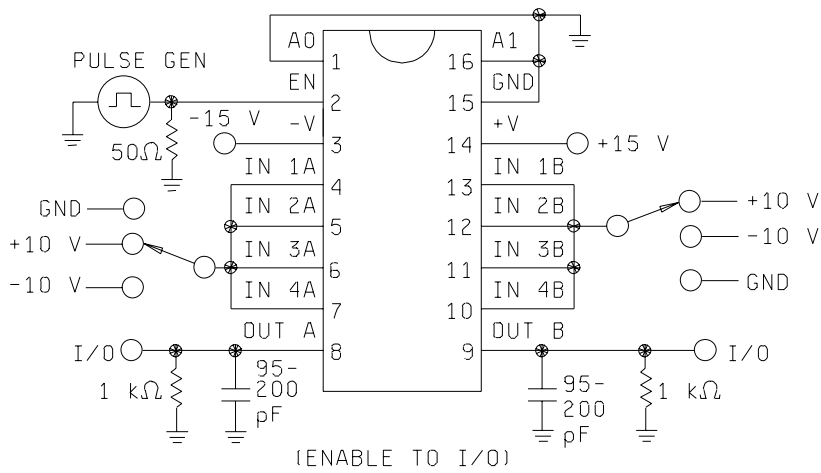 A0
A1
PULSE GEN
1
16
EN
GND
2
15
-15 V
-V
+V
3
14
+15 V
50Ω
IN 1A
IN 1B
4
13
GND
IN 2A
IN 2B
+10 V
5
12
+10 V
-10 V
IN 3A
IN 3B
6
11
-10 V
IN 4A
IN 4B
GND
7
10
OUT A
OUT B
I/O
8
9
I/O
1 kΩ
95-
200
pF
95-
200
pF
1 kΩ
(ENABLE TO I/O)